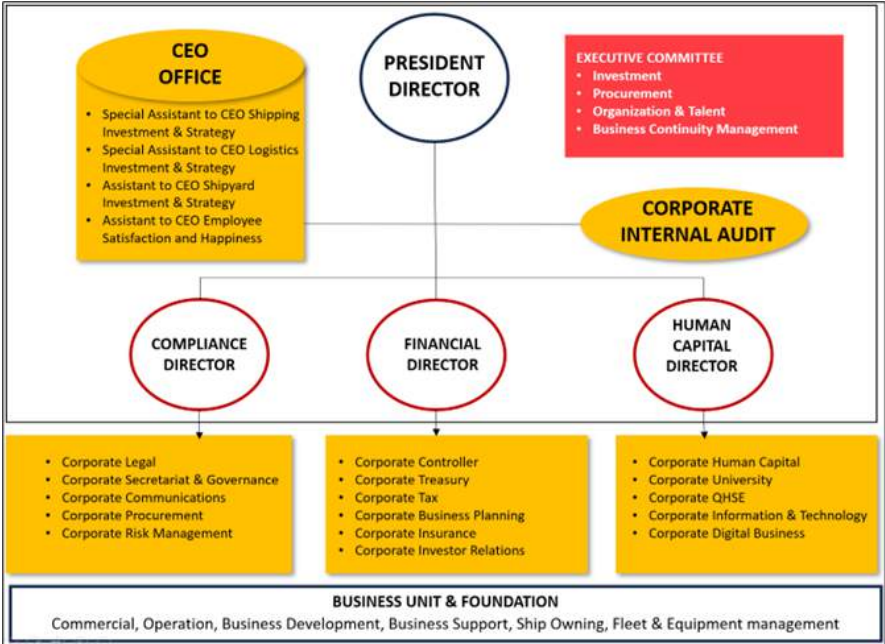 CEO
OFFICE
• Special Assistant to CEO Shipping
Investment & Strategy
• Special Assistant to CEO Logistics
Investment & Strategy
• Assistant to CEO Shipyard
Investment & Strategy
• Assistant to CEO Employee
Satisfaction and Happiness
PRESIDENT
DIRECTOR
EXECUTIVE COMMITTEE
• Investment
• Procurement
• Organization & Talent
• Business Continuity Management
CORPORATE
INTERNAL AUDIT
COMPLIANCE
DIRECTOR
FINANCIAL
DIRECTOR
HUMAN
CAPITAL
DIRECTOR
• Corporate Legal
• Corporate Secretariat & Governance
• Corporate Communications
• Corporate Procurement
• Corporate Risk Management
• Corporate Controller
• Corporate Treasury
• Corporate Tax
• Corporate Business Planning
• Corporate Insurance
• Corporate Investor Relations
• Corporate Human Capital
• Corporate University
• Corporate QHSE
• Corporate Information & Technology
• Corporate Digital Business
BUSINESS UNIT & FOUNDATION
Commercial, Operation, Business Development, Business Support, Ship Owning, Fleet & Equipment management